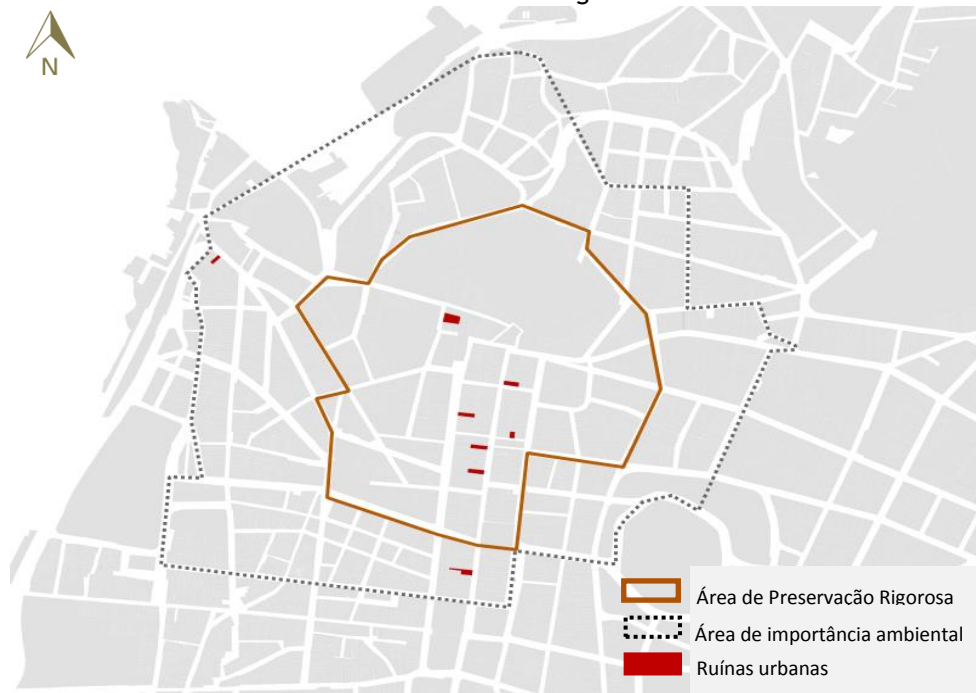 N
Área de Preservação Rigorosa
Área de importância ambiental
Ruínas urbanas